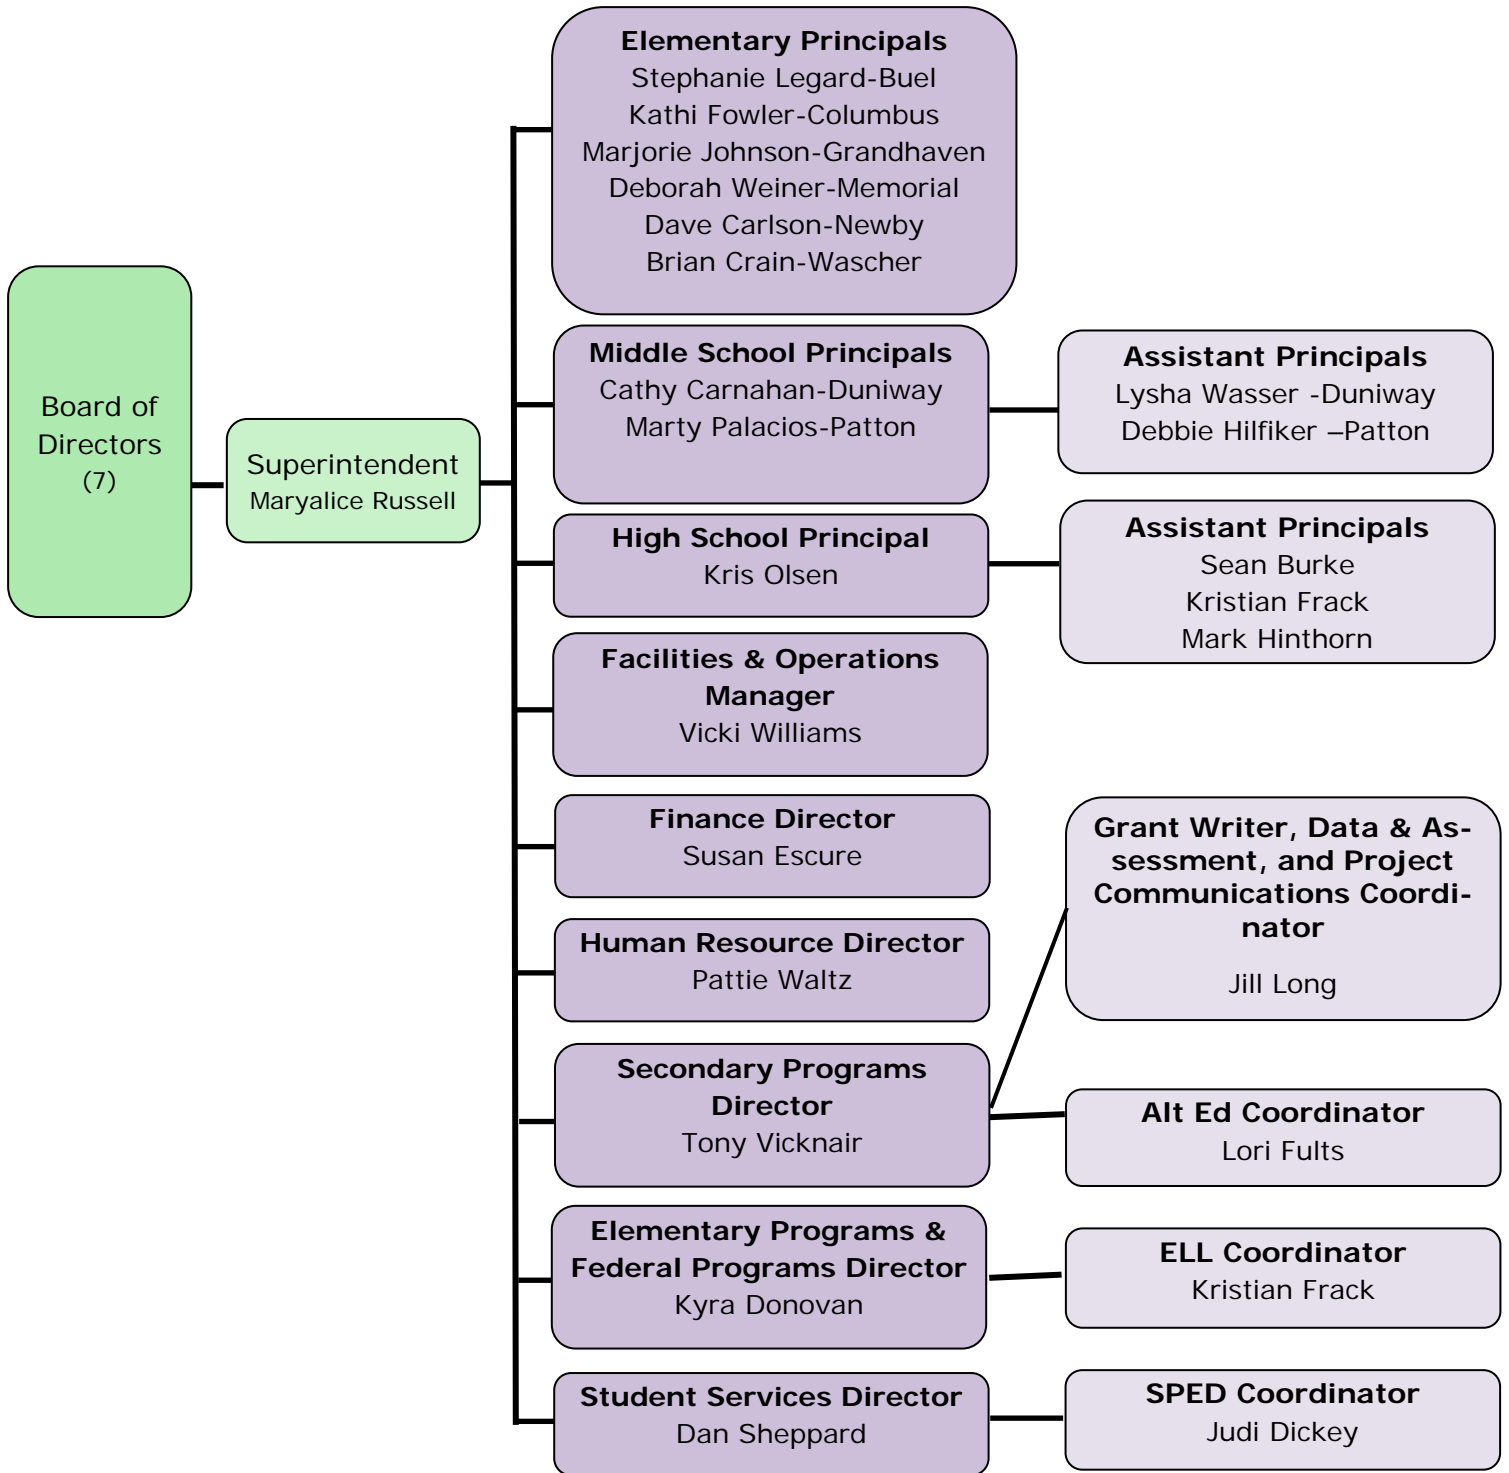 Board of
Directors
(7)
Superintendent
Maryalice Russell
Elementary Principals
Stephanie Legard-Buel
Kathi Fowler-Columbus
Marjorie Johnson-Grandhaven
Deborah Weiner-Memorial
Dave Carlson-Newby
Brian Crain-Wascher
Middle School Principals
Cathy Carnahan-Duniway
Marty Palacios-Patton
Assistant Principals
Lysha Wasser -Duniway
Debbie Hilfiker –Patton
High School Principal
Kris Olsen
Assistant Principals
Sean Burke
Kristian Frack
Mark Hinthorn
Facilities & Operations
Manager
Vicki Williams
Finance Director
Susan Escure
Human Resource Director
Pattie Waltz
Secondary Programs
Director
Tony Vicknair
Grant Writer, Data & As-
sessment, and Project
Communications Coordi-
nator
Jill Long
Alt Ed Coordinator
Lori Fults
Elementary Programs &
Federal Programs Director
Kyra Donovan
ELL Coordinator
Kristian Frack
Student Services Director
Dan Sheppard
SPED Coordinator
Judi Dickey